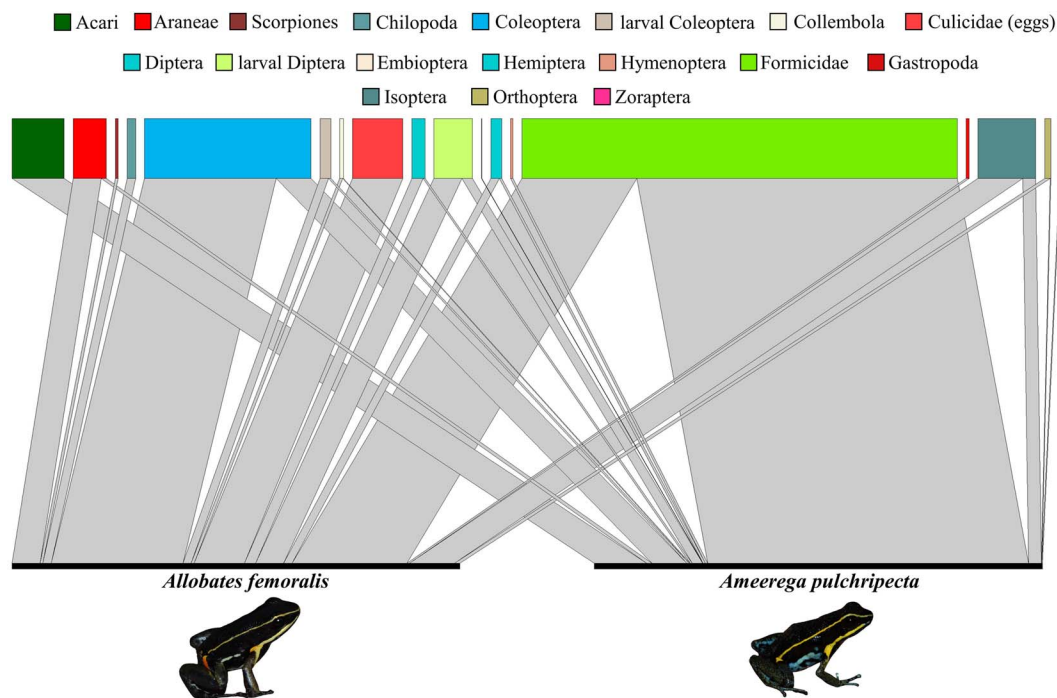 Acari Araneae Scorpiones Chilopoda Coleoptera larval Coleoptera Collembola Culicidae (eggs)
Diptera larval Diptera Embioptera Hemiptera Hymenoptera Formicidae Gastropoda
Isoptera Orthoptera Zoraptera
Allobates femoralis Ameerega pulchripecta